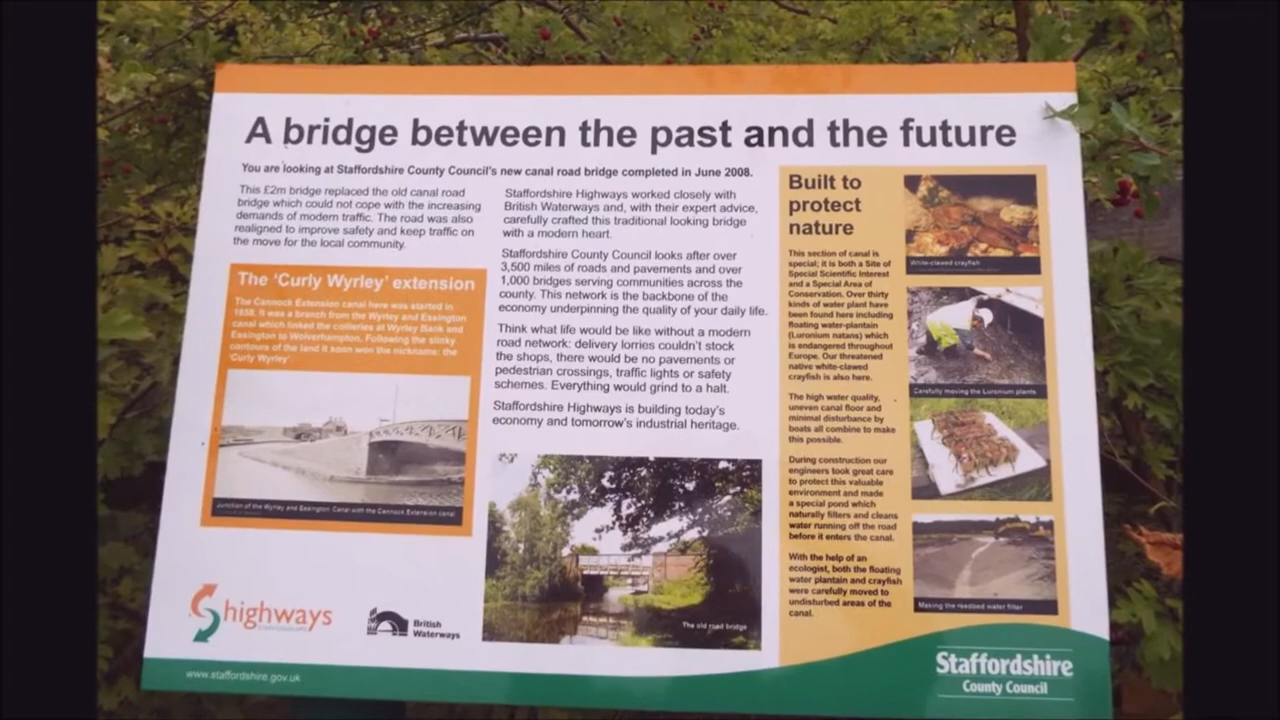 A bridge between the past and the future
You are looking at Staffordshire County Council's new canal road bridge completed in June 2008.
This £2m bridge replaced the old canal road
bridge which could not cope with the increasing
demands of modern traffic. The road was also
realigned to improve safety and keep traffic on
the move for the local community.
The 'Curly Wyrley' extension
The Cannock Extension canal here was started in
1858. It was a branch from the Wyrley and Essington
canal which linked the collieries at Wyrley Bank and
Essington to Wolverhampton. Following the slinky
contours of the land it soon won the nickname: the
'Curly Wyrley'.
Junction of the Wyrley and Essington Canal with the Cannock Extension canal
Staffordshire Highways worked closely with
British Waterways and, with their expert advice,
carefully crafted this traditional looking bridge
with a modern heart.
Staffordshire County Council looks after over
3,500 miles of roads and pavements and over
1,000 bridges serving communities across the
county. This network is the backbone of the
economy underpinning the quality of your daily life.
Think what life would be like without a modern
road network: delivery lorries couldn't stock
the shops, there would be no pavements or
pedestrian crossings, traffic lights or safety
schemes. Everything would grind to a halt.
Staffordshire Highways is building today's
economy and tomorrow's industrial heritage.
The old road bridge
Built to
protect
nature
This section of canal is
special; it is both a Site of
Special Scientific Interest
and a Special Area of
Conservation. Over thirty
kinds of water plant have
been found here including
floating water-plantain
(Luronium natans) which
is endangered throughout
Europe. Our threatened
native white-clawed
crayfish is also here.
The high water quality,
uneven canal floor and
minimal disturbance by
boats all combine to make
this possible.
During construction our
engineers took great care
to protect this valuable
environment and made
a special pond which
naturally filters and cleans
water running off the road
before it enters the canal.
With the help of an
ecologist, both the floating
water plantain and crayfish
were carefully moved to
undisturbed areas of the
canal.
White-clawed crayfish
Carefully moving the Luronium plants
Making the reedbed water filter
highways
British
Waterways
www.staffordshire.gov.uk
Staffordshire
County Council